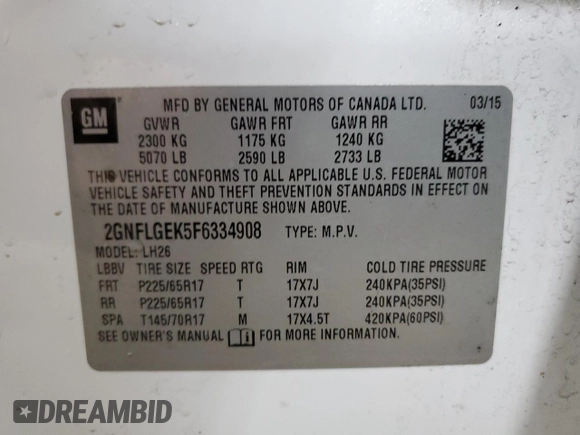 GM
MFD BY GENERAL MOTORS OF CANADA LTD. 03/15
GVWR GAWR FRT GAWR RR
2300 KG 1175 KG 1240 KG
5070 LB 2590 LB 2733 LB
THIS VEHICLE CONFORMS TO ALL APPLICABLE U.S. FEDERAL MOTOR
VEHICLE SAFETY AND THEFT PREVENTION STANDARDS IN EFFECT ON
THE DATE OF MANUFACTURE SHOWN ABOVE.
2GNFLGEK5F6334908 TYPE: M.P.V.
MODEL: LH26
LBBV TIRE SIZE SPEED RTG RIM COLD TIRE PRESSURE
FRT P225/65R17 T 17X7J 240KPA(35PSI)
RR P225/65R17 T 17X7J 240KPA(35PSI)
SPA T145/70R17 M 17X4.5T 420KPA(60PSI)
SEE OWNER'S MANUAL FOR MORE INFORMATION.
DREAMBID